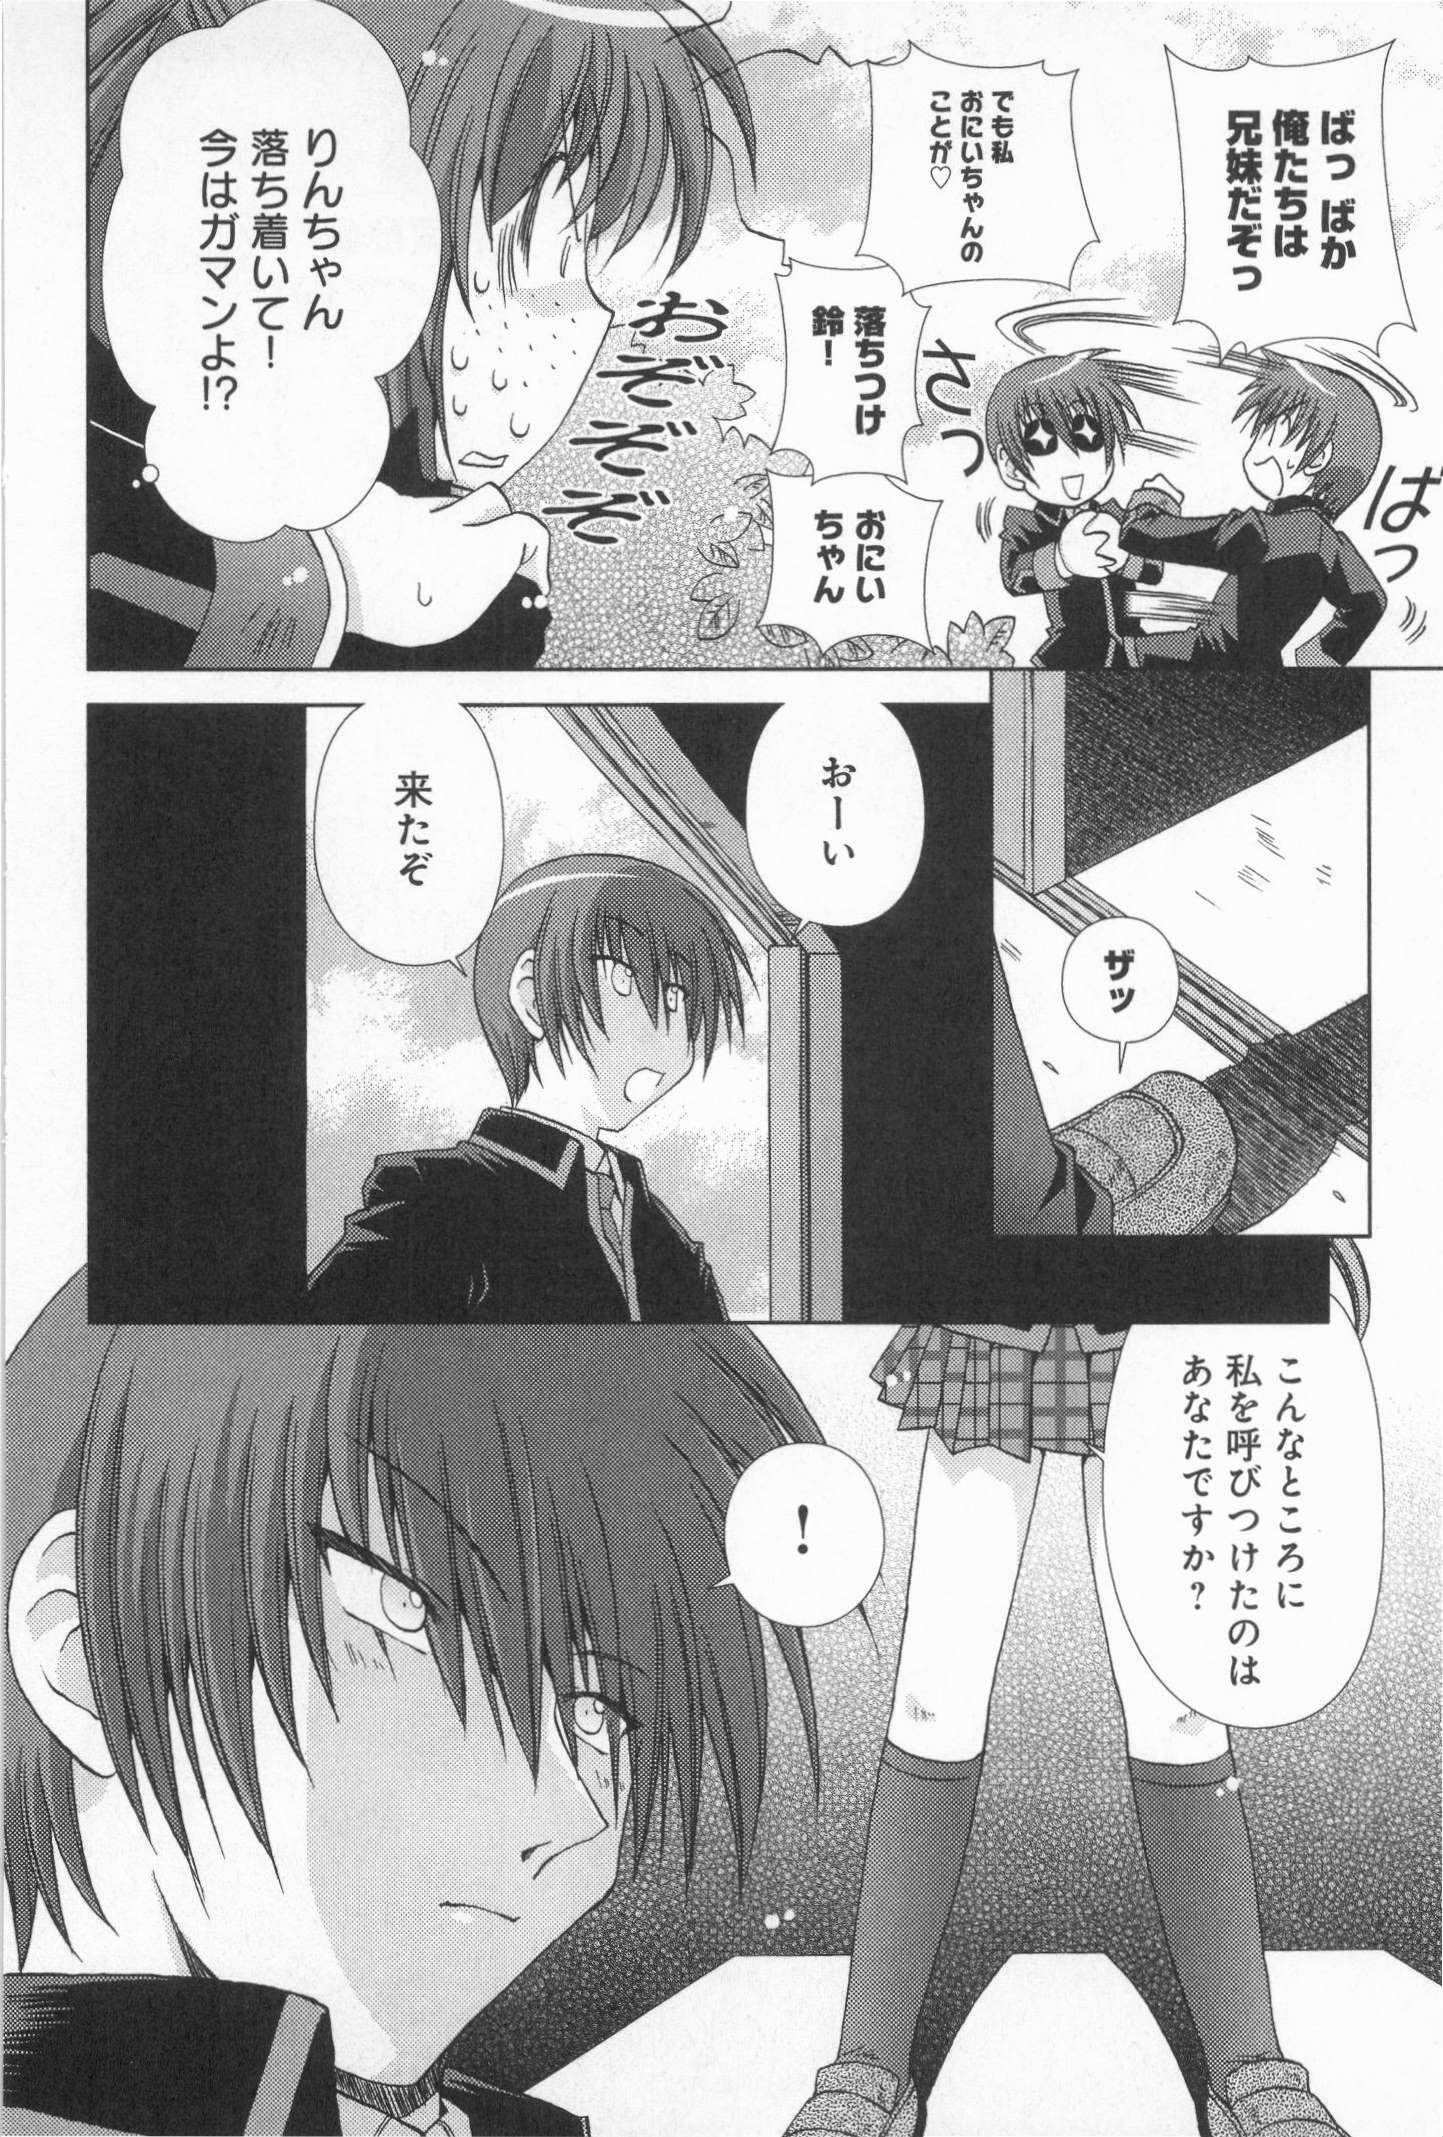 ばっ ばか
俺たちは
兄妹だぞっ
でも私
おにいちゃんの
ことが♡
落ちつけ
鈴！
おにい
ちゃん
さっ
ばっ
おぞぞぞぞ
りんちゃん
落ち着いて！
今はガマンよ!?
ザッ
おーい
来たぞ
こんなところに
私を呼びつけたのは
あなたですか？
！